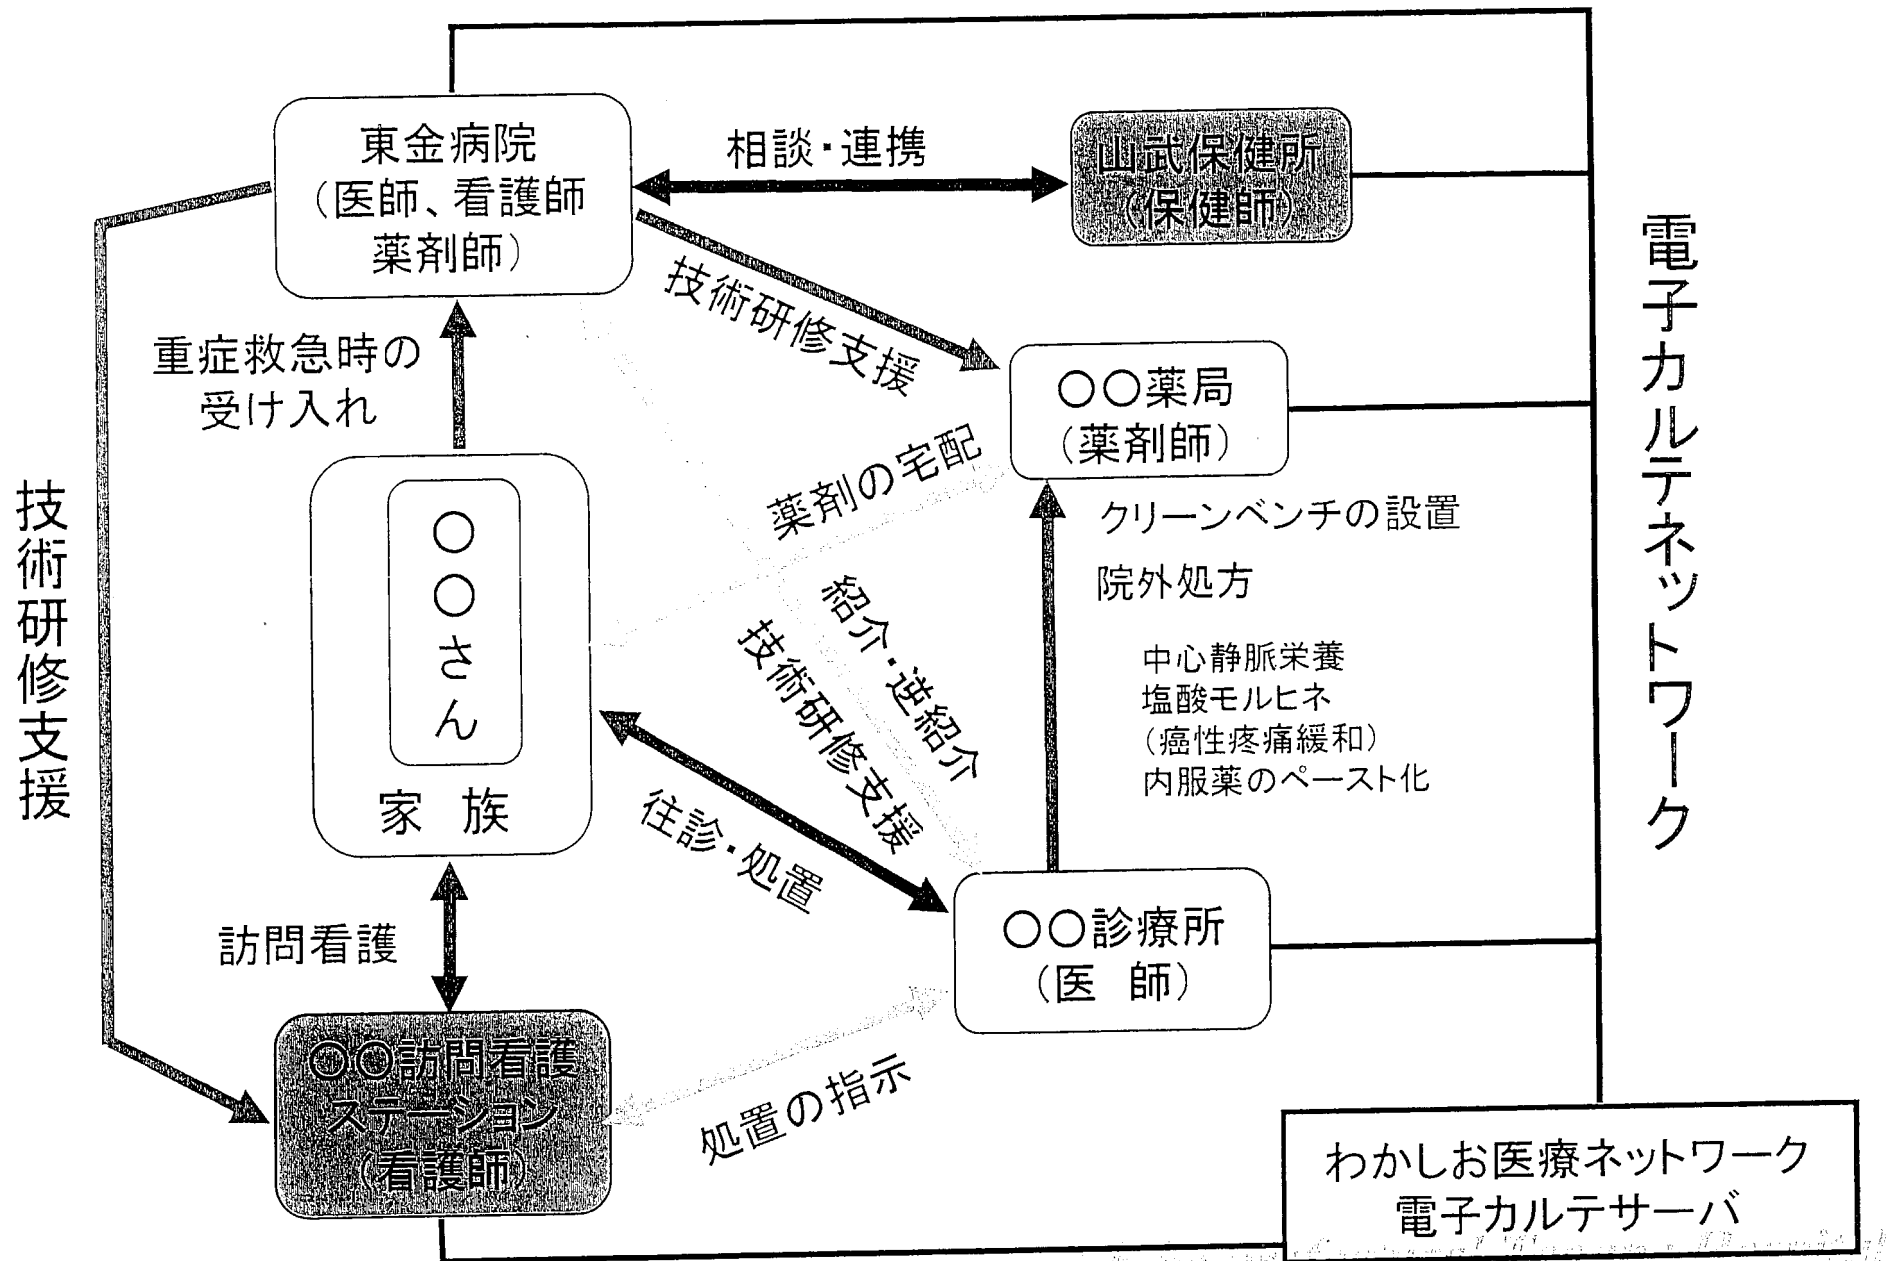 東金病院
（医師、看護師
薬剤師）
相談・連携
山武保健所
（保健師）
技術研修支援
重症救急時の
受け入れ
〇〇薬局
（薬剤師）
薬剤の宅配
クリーンベンチの設置
院外処方
中心静脈栄養
塩酸モルヒネ
（癌性疼痛緩和）
内服薬のペースト化
〇〇さん
家 族
紹介・逆紹介
技術研修支援
往診・処置
技術研修支援
訪問看護
〇〇診療所
（医 師）
〇〇訪問看護
ステーション
（看護師）
処置の指示
電子カルテネットワーク
わかしお医療ネットワーク
電子カルテサーバ